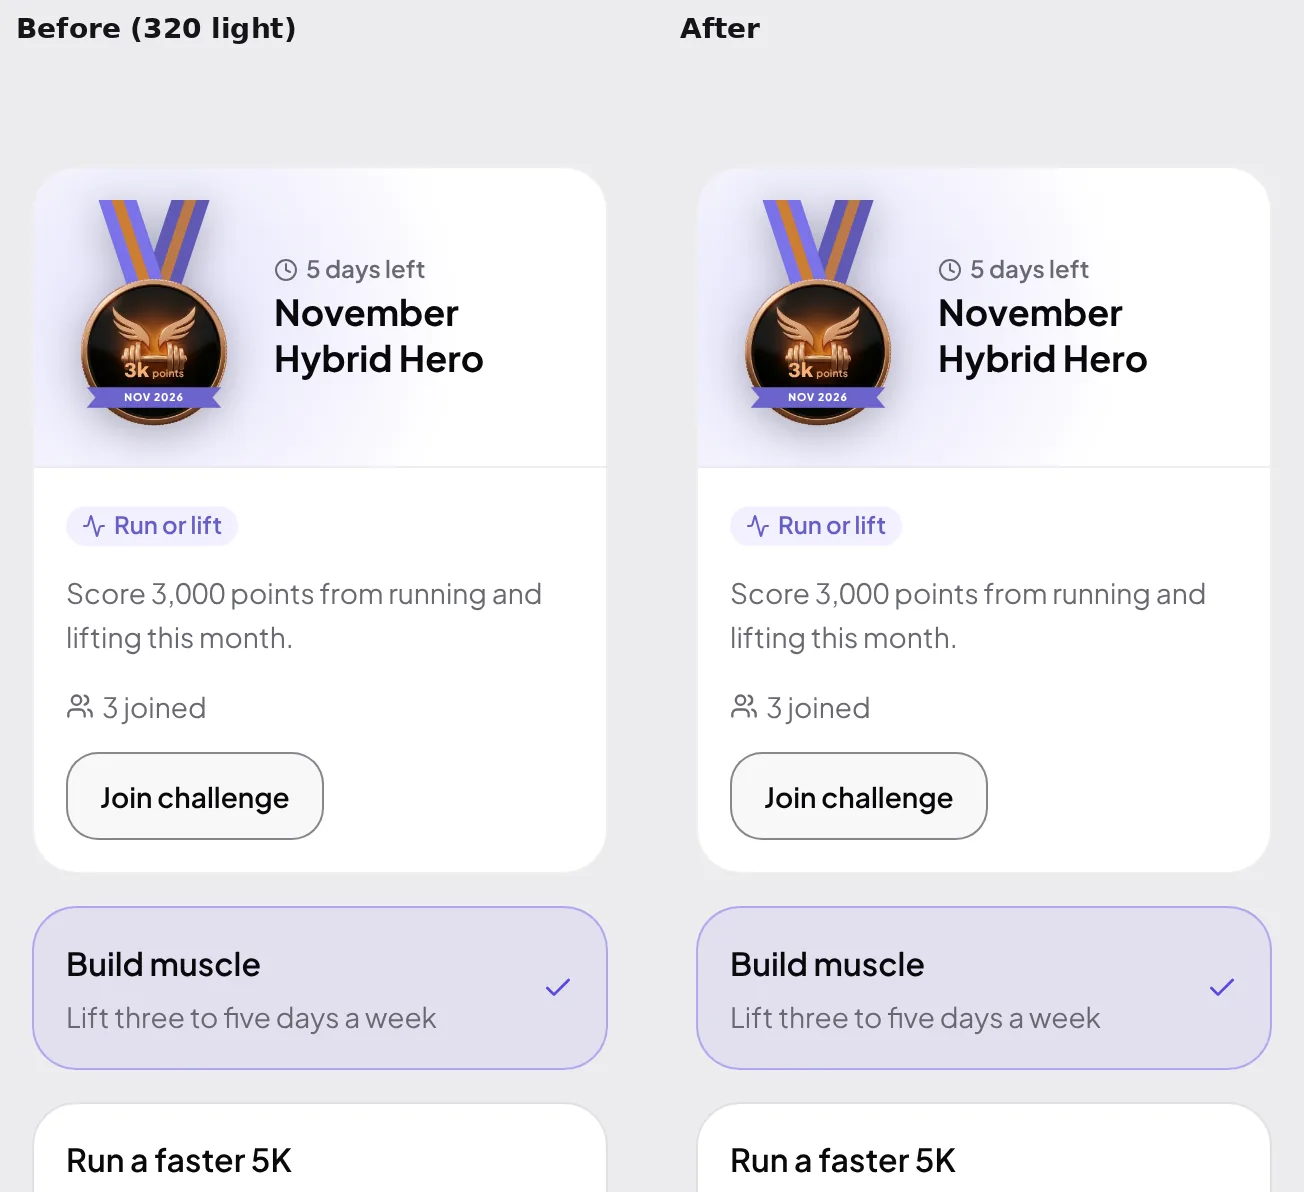 Before (320 light)
5 days left
November
Hybrid Hero
3k points
NOV 2026
Run or lift
Score 3,000 points from running and
lifting this month.
3 joined
Join challenge
Build muscle
Lift three to five days a week
Run a faster 5K
After
5 days left
November
Hybrid Hero
3k points
NOV 2026
Run or lift
Score 3,000 points from running and
lifting this month.
3 joined
Join challenge
Build muscle
Lift three to five days a week
Run a faster 5K